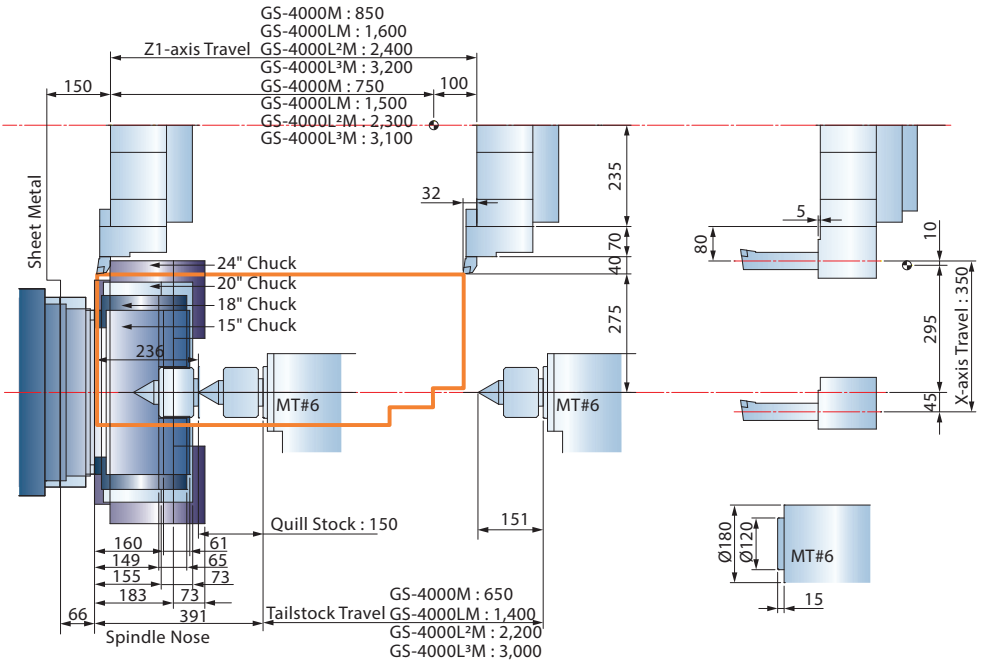 GS-4000M : 850
GS-4000LM : 1,600
Z1-axis Travel GS-4000L²M : 2,400
GS-4000L³M : 3,200
150
GS-4000M : 750
100
GS-4000LM : 1,500
GS-4000L²M : 2,300
GS-4000L³M : 3,100
Sheet Metal
32
235
70
40
275
5
80
10
295
45
X-axis Travel : 350
24" Chuck
20" Chuck
18" Chuck
15" Chuck
236
MT#6
MT#6
Quill Stock : 150
151
Ø180
Ø120
MT#6
15
160
61
149
65
155
73
183
73
66
391
Spindle Nose
Tailstock Travel
GS-4000M : 650
GS-4000LM : 1,400
GS-4000L²M : 2,200
GS-4000L³M : 3,000